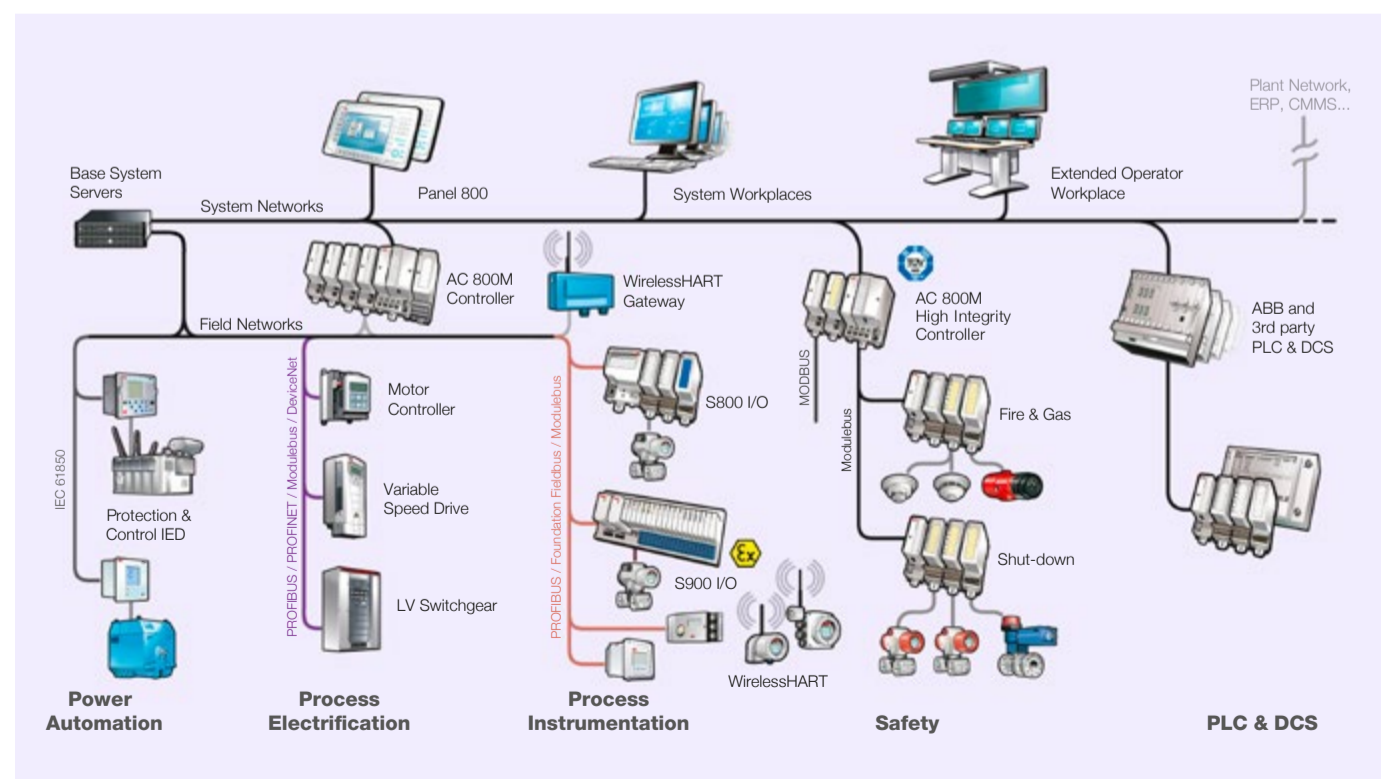 Plant Network,
ERP, CMMS...
Base System
Servers
System Networks
Panel 800
System Workplaces
Extended Operator
Workplace
AC 800M
Controller
WirelessHART
Gateway
TÜV
AC 800M
High Integrity
Controller
ABB and
3rd party
PLC & DCS
Field Networks
IEC 61850
PROFIBUS / PROFINET / Modulebus / DeviceNet
PROFIBUS / Foundation Fieldbus / Modulebus
MODBUS
Modulebus
Motor
Controller
S800 I/O
Fire & Gas
Variable
Speed Drive
Protection &
Control IED
Ex
S900 I/O
Shut-down
LV Switchgear
WirelessHART
Power
Automation
Process
Electrification
Process
Instrumentation
Safety
PLC & DCS